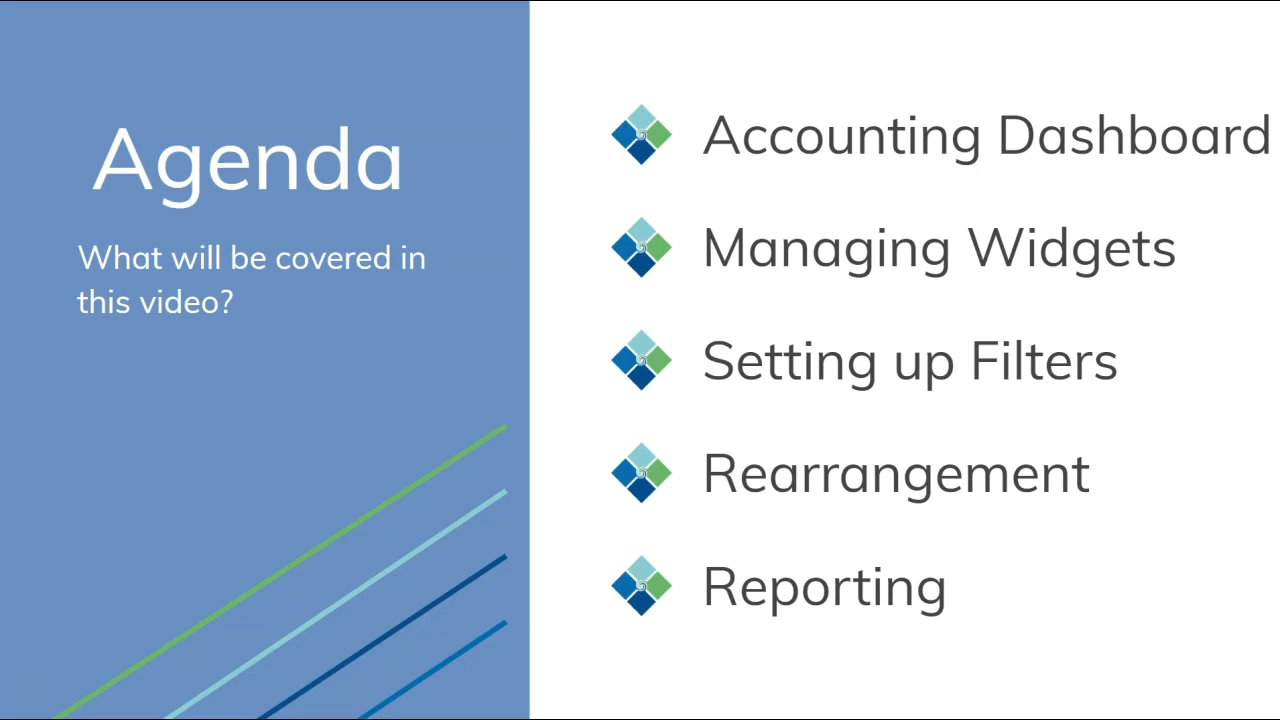 Agenda
What will be covered in
this video?
Accounting Dashboard
Managing Widgets
Setting up Filters
Rearrangement
Reporting